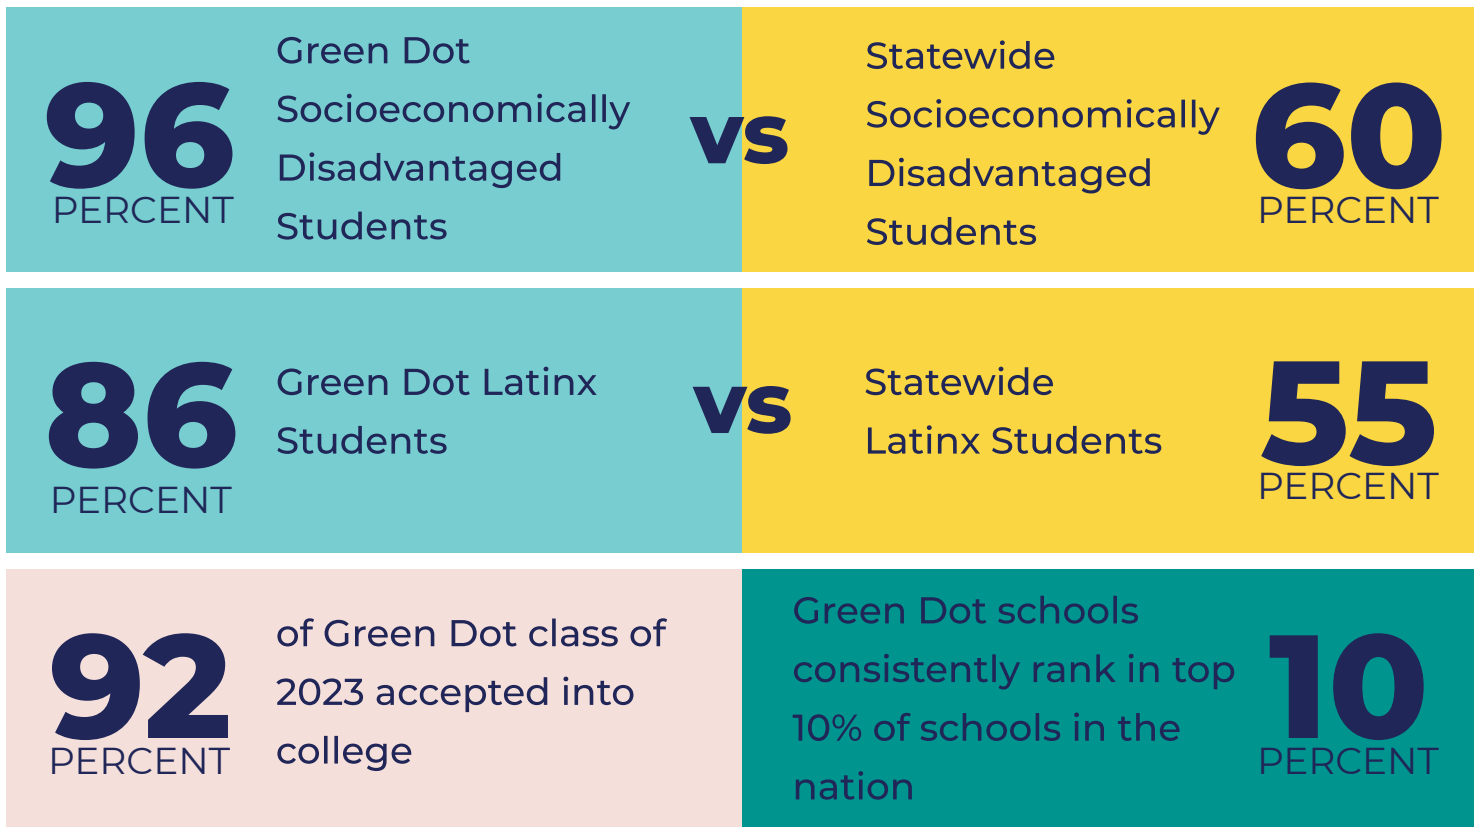 96
PERCENT
Green Dot
Socioeconomically
Disadvantaged
Students
vs
Statewide
Socioeconomically
Disadvantaged
Students
60
PERCENT
86
PERCENT
Green Dot Latinx
Students
vs
Statewide
Latinx Students
55
PERCENT
92
PERCENT
of Green Dot class of
2023 accepted into
college
Green Dot schools
consistently rank in top
10% of schools in the
nation
10
PERCENT